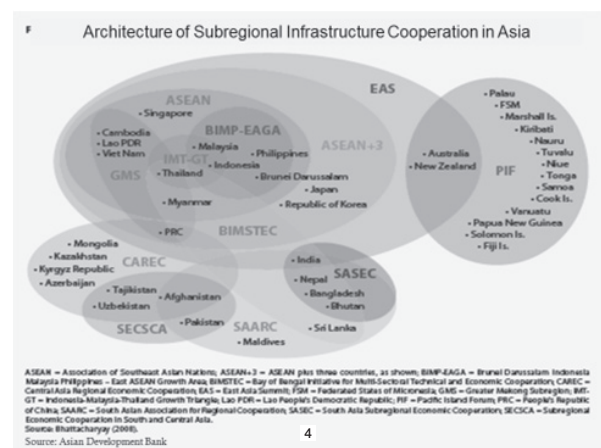 F
Architecture of Subregional Infrastructure Cooperation in Asia
EAS
ASEAN
• Singapore
• Cambodia
• Lao PDR
• Viet Nam
BIMP-EAGA
• Malaysia
• Philippines
• Indonesia
IMT-GT
• Thailand
GMS
ASEAN+3
• Brunei Darussalam
• Japan
• Republic of Korea
• Myanmar
• PRC
BIMSTEC
• Australia
• New Zealand
• Palau
• FSM
• Marshall Is.
• Kiribati
• Nauru
• Tuvalu
PIF
• Niue
• Tonga
• Samoa
• Cook Is.
• Vanuatu
• Papua New Guinea
• Solomon Is.
• Fiji Is.
• Mongolia
• Kazakhstan
• Kyrgyz Republic
• Azerbaijan
CAREC
• Tajikistan
• Uzbekistan
• Afghanistan
SECSCA
• Pakistan
SAARC
• Maldives
• India
• Nepal
SASEC
• Bangladesh
• Bhutan
• Sri Lanka
ASEAN = Association of Southeast Asian Nations; ASEAN+3 = ASEAN plus three countries, as shown; BIMP-EAGA = Brunei Darussalam Indonesia
Malaysia Philippines – East ASEAN Growth Area; BIMSTEC = Bay of Bengal Initiative for Multi-Sectoral Technical and Economic Cooperation; CAREC =
Central Asia Regional Economic Cooperation; EAS = East Asia Summit; FSM = Federated States of Micronesia; GMS = Greater Mekong Subregion; IMT-
GT = Indonesia-Malaysia-Thailand Growth Triangle; Lao PDR = Lao People's Democratic Republic; PIF = Pacific Island Forum; PRC = People's Republic
of China; SAARC = South Asian Association for Regional Cooperation; SASEC = South Asia Subregional Economic Cooperation; SECSCA = Subregional
Economic Cooperation in South and Central Asia.
Source: Bhattacharyay (2008).
4
Source: Asian Development Bank